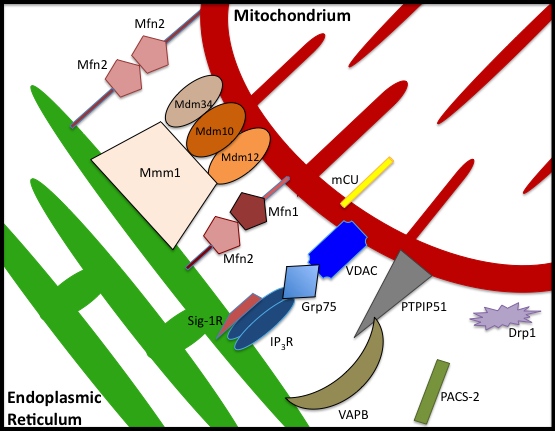 Mitochondrium
Mfn2
Mfn2
Mdm34
Mdm10
Mdm12
Mmm1
mCU
Mfn1
Mfn2
VDAC
Grp75
PTPIP51
Sig-1R
IP3R
Drp1
PACS-2
VAPB
Endoplasmic
Reticulum